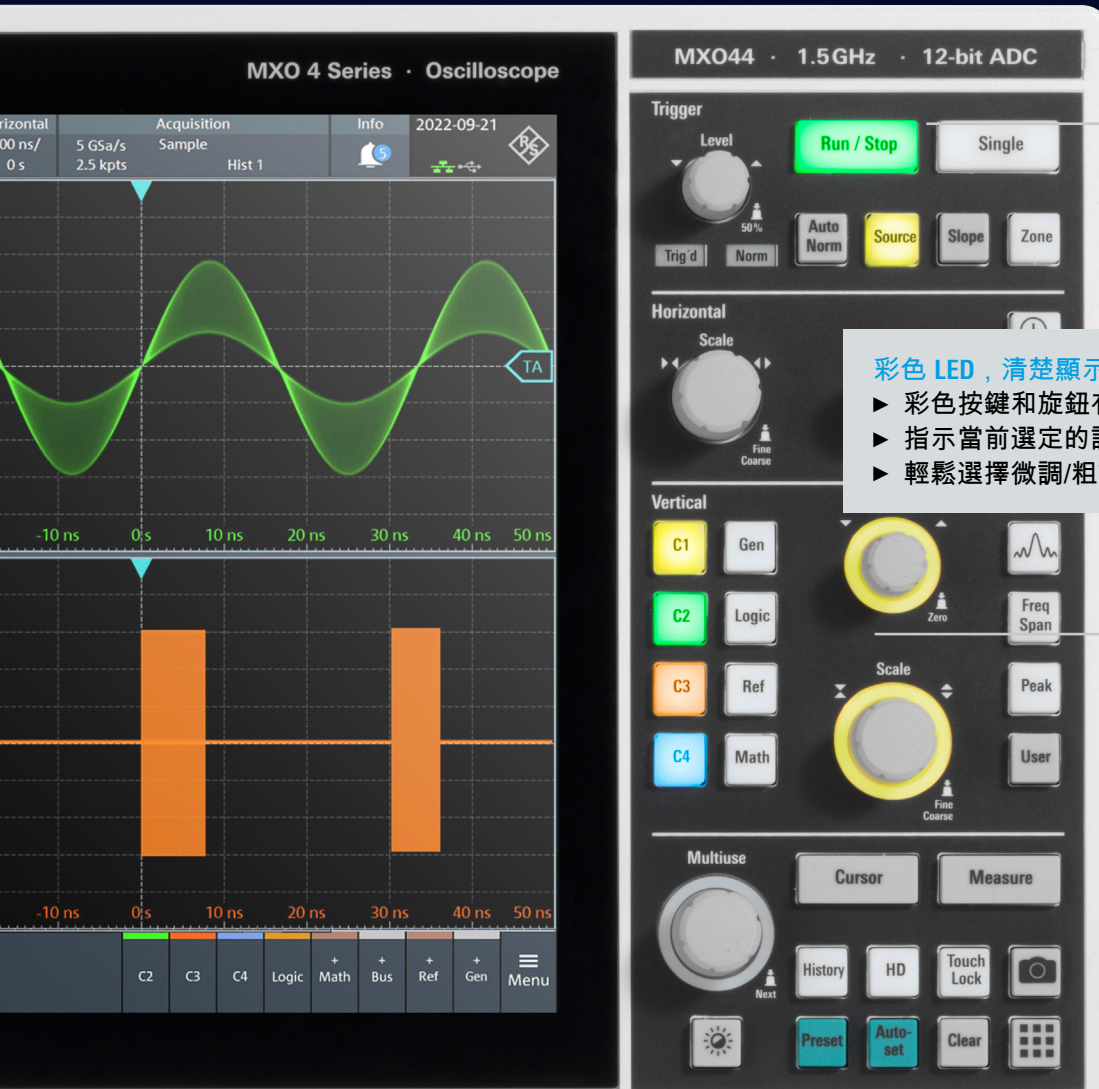 MXO 4 Series · Oscilloscope
Acquisition
Info
2022-09-21
5 GSa/s
Sample
0 s
2.5 kpts
Hist 1
5
R&S
TA
-10 ns 0 s 10 ns 20 ns 30 ns 40 ns 50 ns
-10 ns 0 s 10 ns 20 ns 30 ns 40 ns 50 ns
C2
C3
C4
Logic
+
Math
+
Bus
+
Ref
+
Gen
Menu
MXO44 · 1.5GHz · 12-bit ADC
Trigger
Level
50%
Run / Stop
Single
Trig'd
Norm
Auto
Norm
Source
Slope
Zone
Horizontal
Scale
Fine
Coarse
彩色 LED，清楚顯示
► 彩色按鍵和旋鈕
► 指示當前選定的
► 輕鬆選擇微調/粗
Vertical
C1
Gen
C2
Logic
Zero
Freq
Span
C3
Ref
Scale
Peak
C4
Math
User
Fine
Coarse
Multiuse
Cursor
Measure
Next
History
HD
Touch
Lock
Preset
Auto-
set
Clear